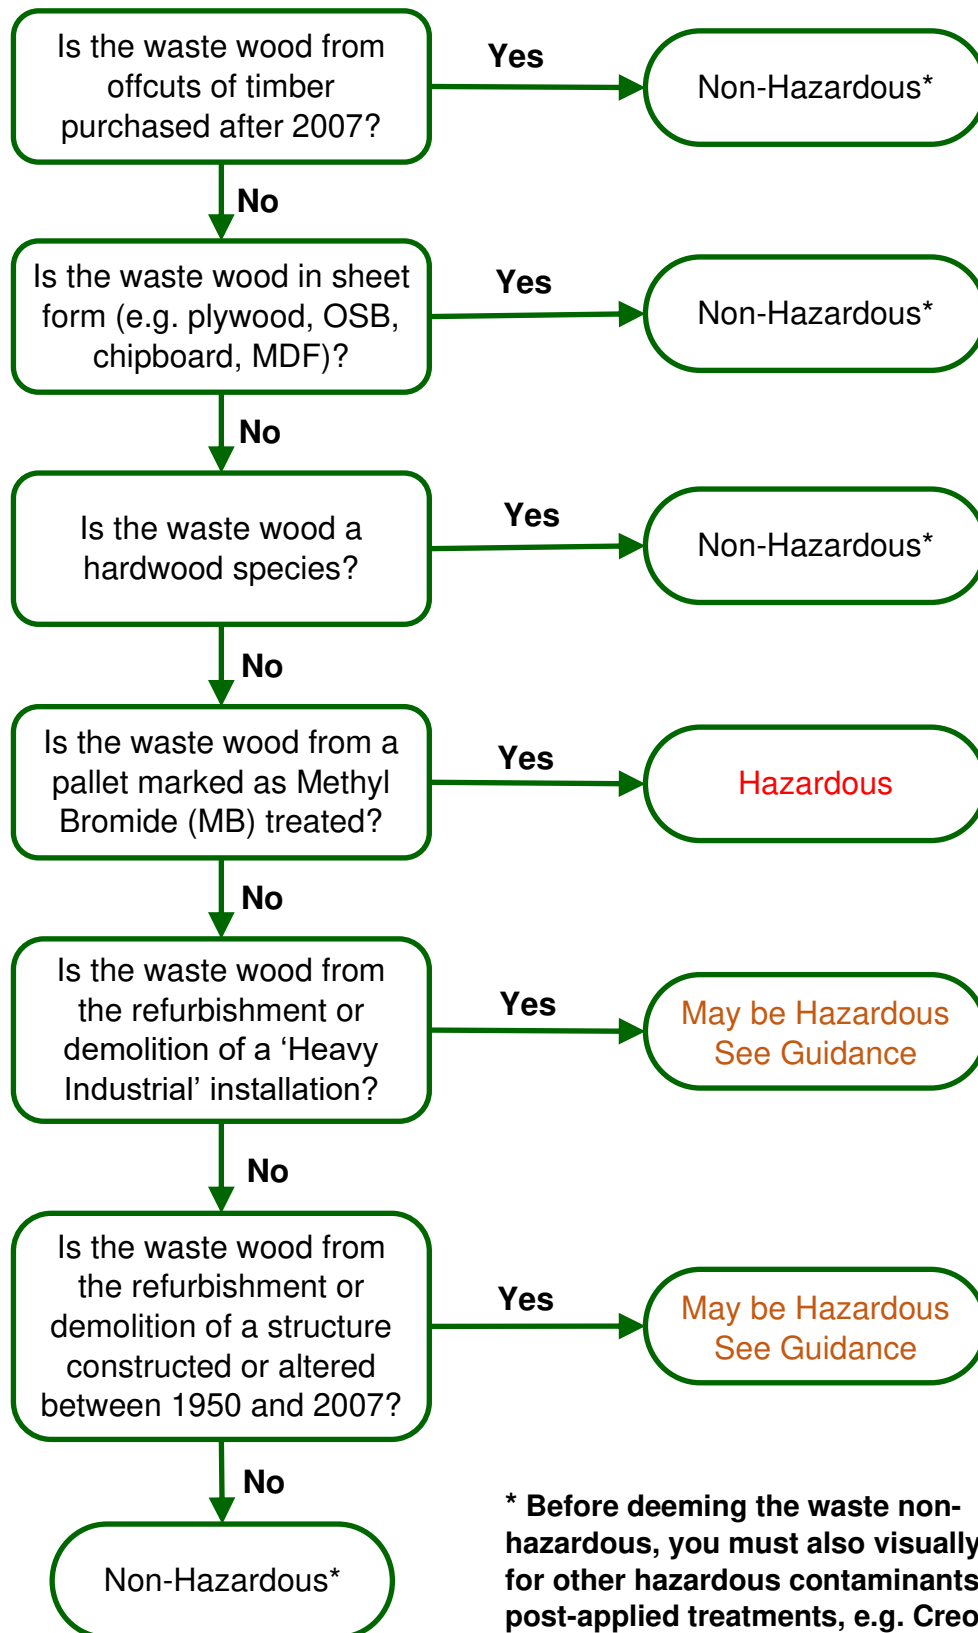 Is the waste wood from
offcuts of timber
purchased after 2007?
Yes
Non-Hazardous*
No
Is the waste wood in sheet
form (e.g. plywood, OSB,
chipboard, MDF)?
Yes
Non-Hazardous*
No
Is the waste wood a
hardwood species?
Yes
Non-Hazardous*
No
Is the waste wood from a
pallet marked as Methyl
Bromide (MB) treated?
Yes
Hazardous
No
Is the waste wood from
the refurbishment or
demolition of a ‘Heavy
Industrial’ installation?
Yes
May be Hazardous
See Guidance
No
Is the waste wood from
the refurbishment or
demolition of a structure
constructed or altered
between 1950 and 2007?
Yes
May be Hazardous
See Guidance
No
Non-Hazardous*
* Before deeming the waste non-
hazardous, you must also visually
for other hazardous contaminants
post-applied treatments, e.g.